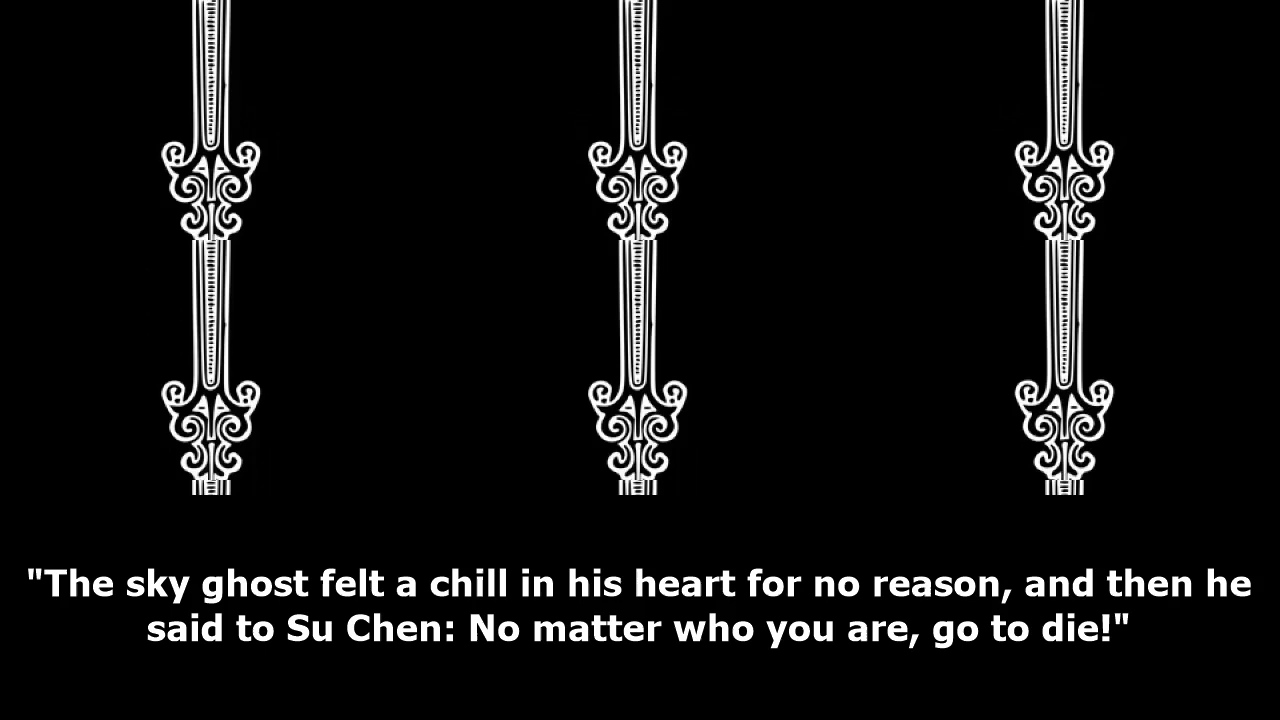 "The sky ghost felt a chill in his heart for no reason, and then he
said to Su Chen: No matter who you are, go to die!"